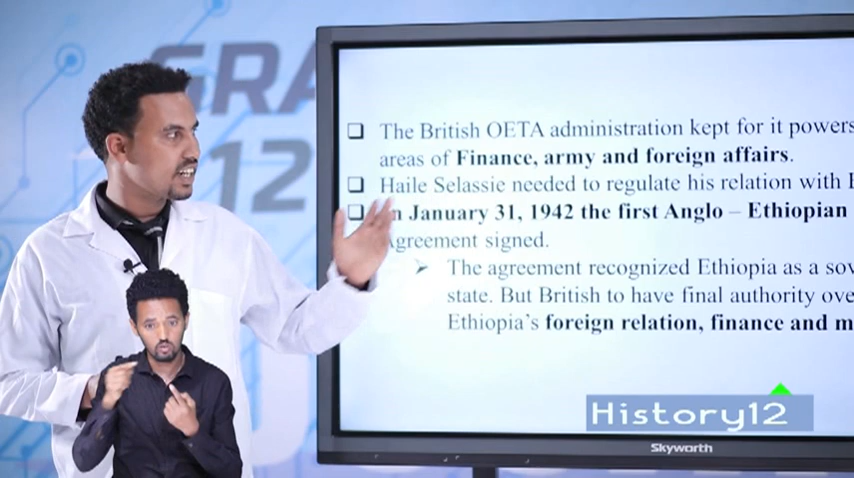 GRA
12
❑ The British OETA administration kept for it powers
areas of Finance, army and foreign affairs.
❑ Haile Selassie needed to regulate his relation with
❑ n January 31, 1942 the first Anglo – Ethiopian
Agreement signed.
➢ The agreement recognized Ethiopia as a sov
state. But British to have final authority ove
Ethiopia's foreign relation, finance and m
History12
Skyworth